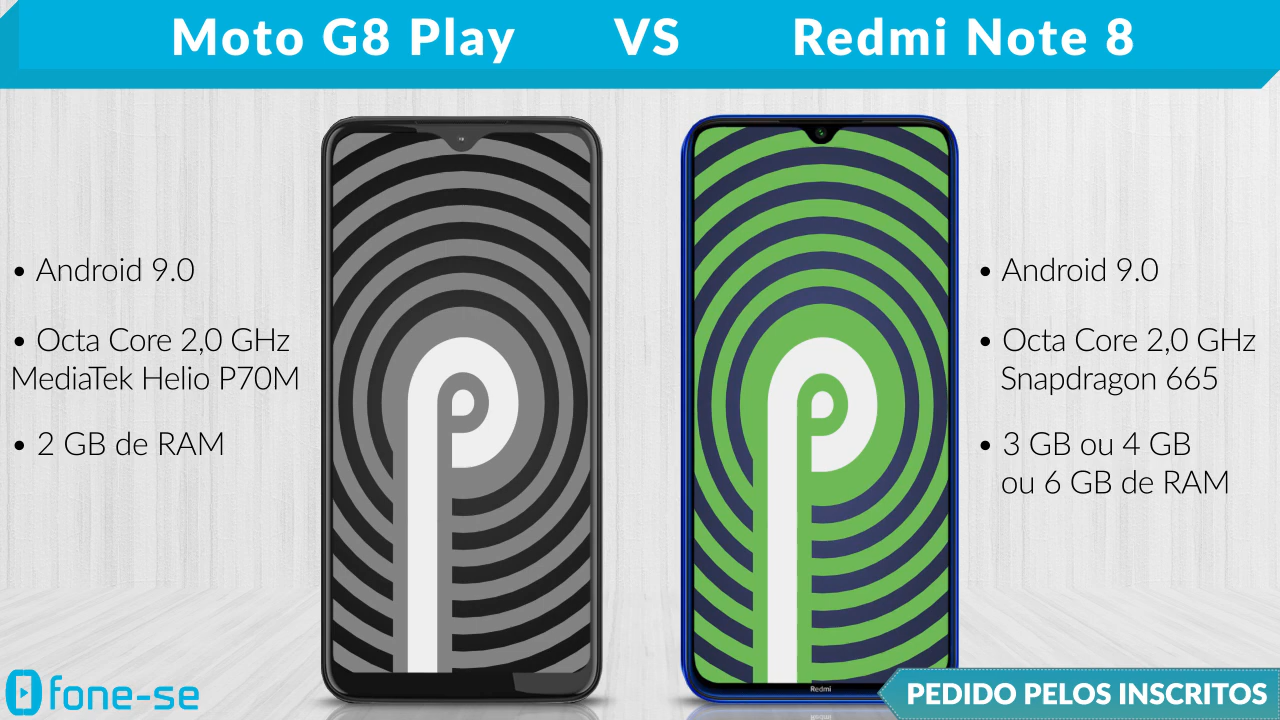 Moto G8 Play VS Redmi Note 8
• Android 9.0
• Octa Core 2,0 GHz
MediaTek Helio P70M
• 2 GB de RAM
• Android 9.0
• Octa Core 2,0 GHz
Snapdragon 665
• 3 GB ou 4 GB
ou 6 GB de RAM
Redmi
fone-se
PEDIDO PELOS INSCRITOS